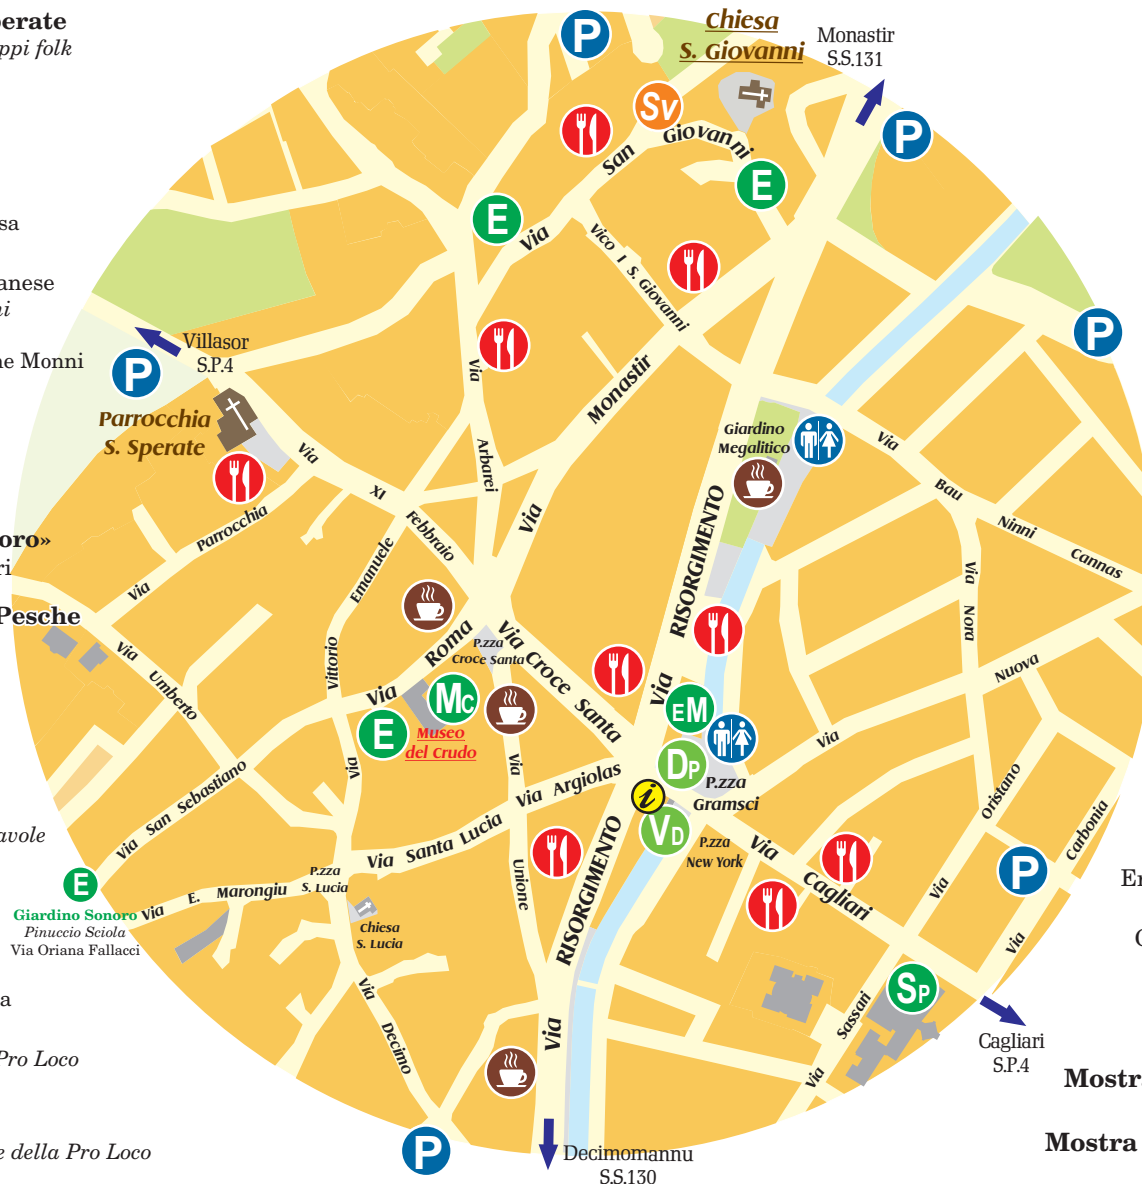 perate
ppi folk
sa
anese
ni
ne Monni
oro»
ri
Pesche
avole
a
Pro Loco
e della Pro Loco
P
Chiesa
S. Giovanni
Monastir
S.S.131
P
Sv
San Giovanni
E
E
Via
Vico I S. Giovanni
Villasor
S.P.4
P
P
Via Arbarei
Monastir
Via
Parrocchia
S. Sperate
Giardino
Megalitico
Via XI Febbraio
Via Parrocchia
Via Bau Ninni Cannas
RISORGIMENTO
Via
Vittorio Emanuele
Via
Via Nora
Via Roma
P.zza
Croce Santa
Via Croce Santa
Via Umberto
Via Nuova
Mc
E
Museo
del Crudo
EM
DP
P.zza
Gramsci
i
VD
P.zza
New York
Via San Sebastiano
Via Santa Lucia
Via Argiolas
Via Unione
Via Cagliari
Via Oristano
Via Carbonia
P
E
Giardino Sonoro
Pinuccio Sciola
Via Oriana Fallacci
Via E. Marongiu
P.zza
S. Lucia
Chiesa
S. Lucia
RISORGIMENTO
Via
Via Decimo
SP
Via Sassari
Cagliari
S.P.4
P
Decimomannu
S.S.130
Er
Mostra
Mostra